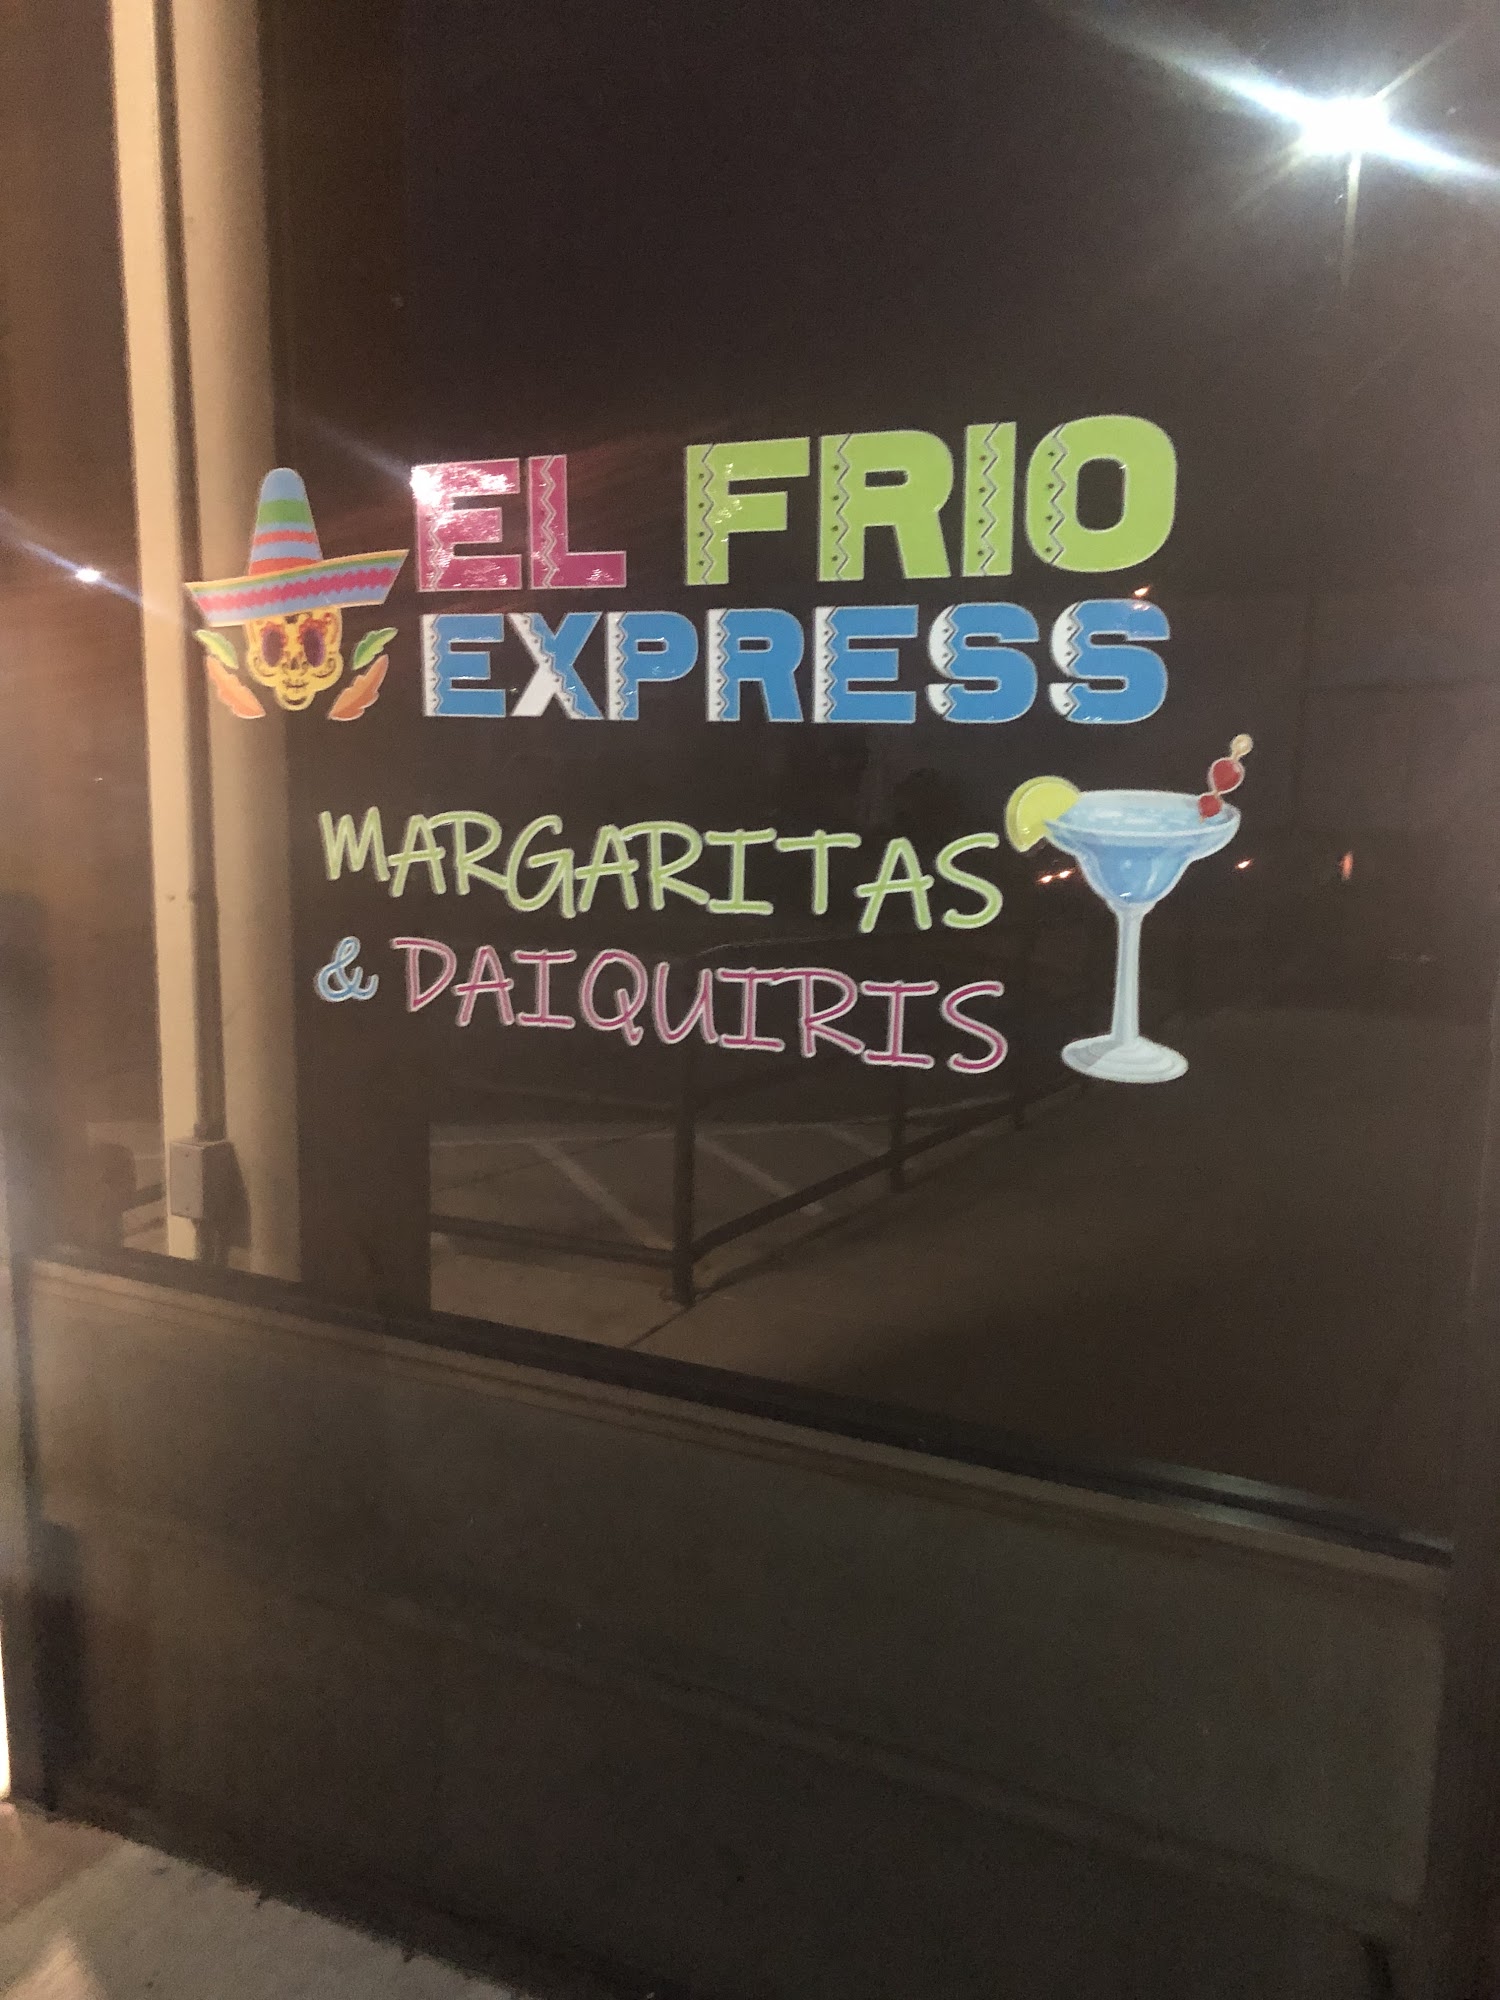 EL FRIO
EXPRESS
MARGARITAS
& DAIQUIRIS